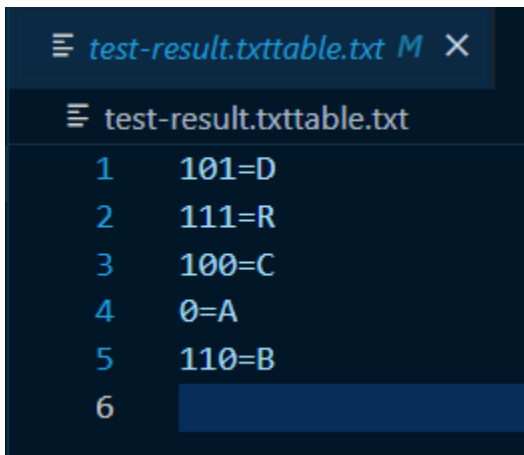 test-result.txttable.txt M ×
test-result.txttable.txt
1 101=D
2 111=R
3 100=C
4 0=A
5 110=B
6